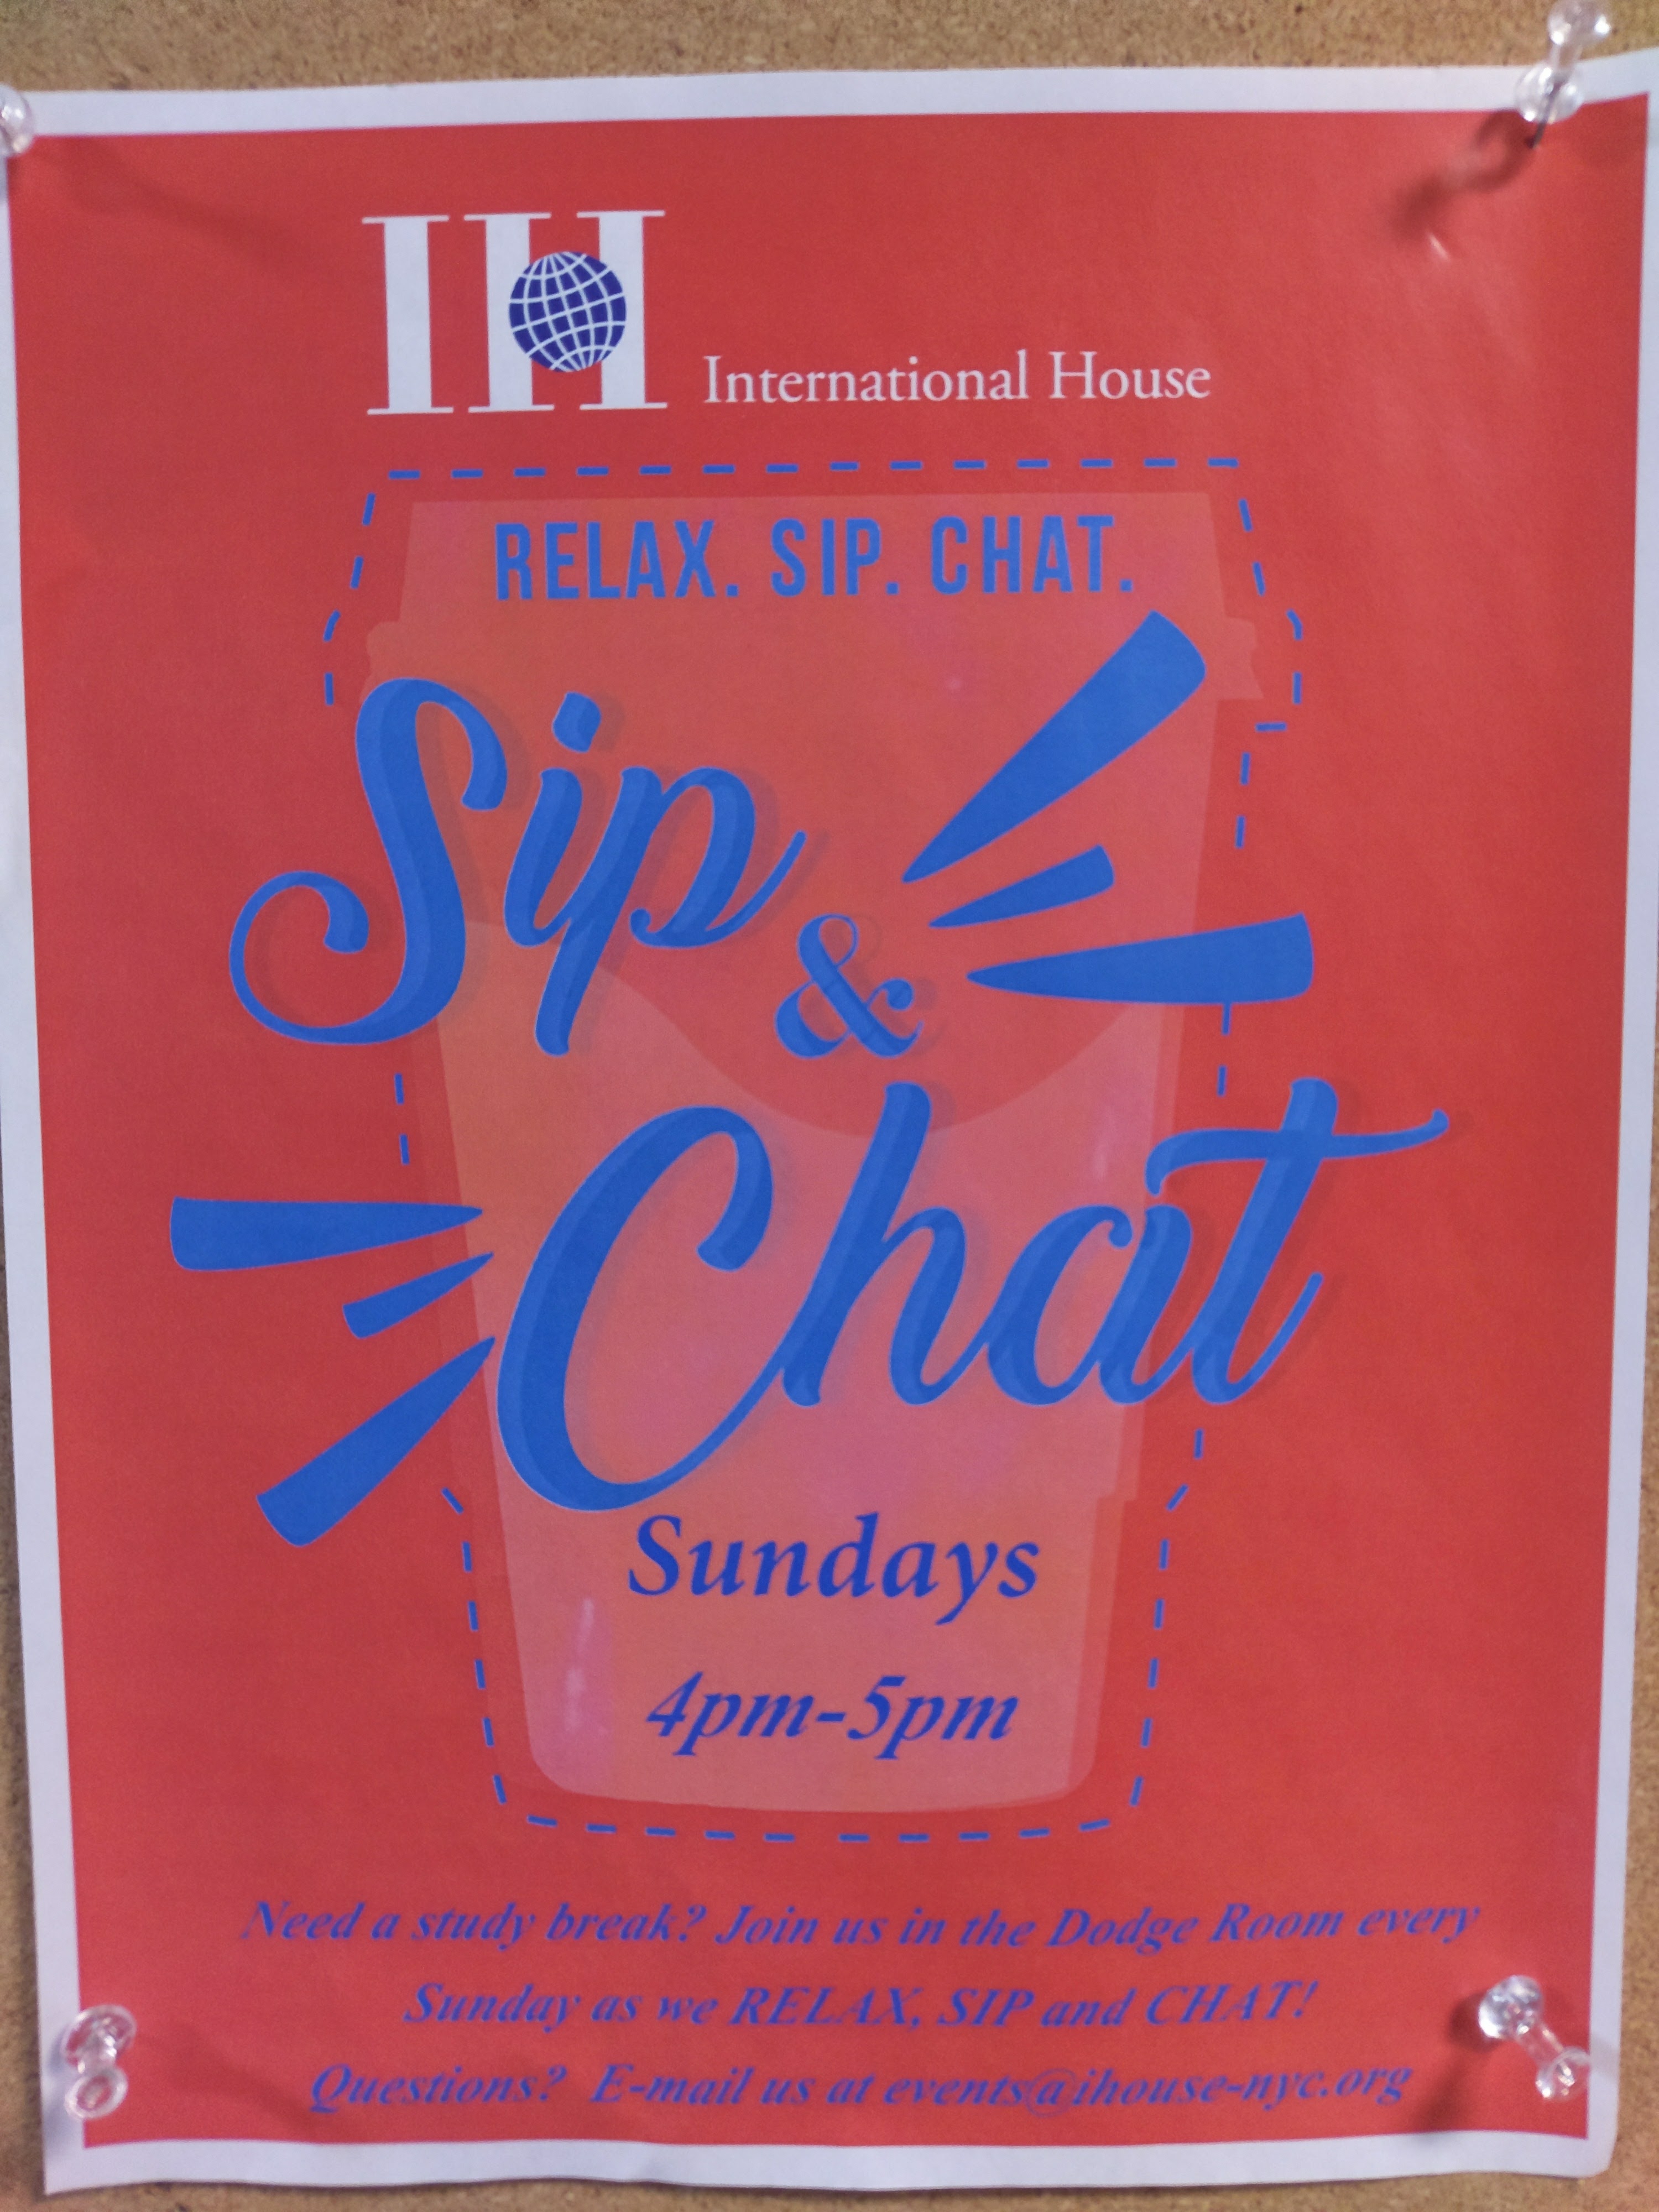 IH International House
RELAX. SIP. CHAT.
Sip
&
Chat
Sundays
4pm-5pm
Need a study break? Join us in the Dodge Room every
Sunday as we RELAX, SIP and CHAT!
Questions? E-mail us at events@ihouse-nyc.org